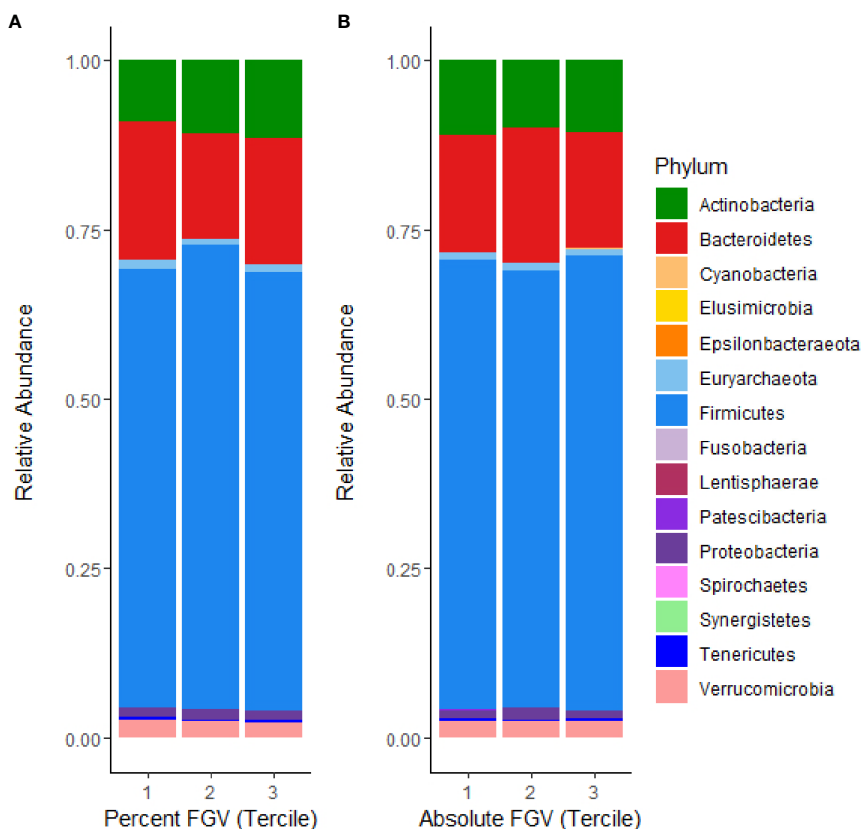 A
Relative Abundance
1.00
0.75
0.50
0.25
0.00
1 2 3
Percent FGV (Tercile)
B
Relative Abundance
1.00
0.75
0.50
0.25
0.00
1 2 3
Absolute FGV (Tercile)
Phylum
Actinobacteria
Bacteroidetes
Cyanobacteria
Elusimicrobia
Epsilonbacteraeota
Euryarchaeota
Firmicutes
Fusobacteria
Lentisphaerae
Patescibacteria
Proteobacteria
Spirochaetes
Synergistetes
Tenericutes
Verrucomicrobia